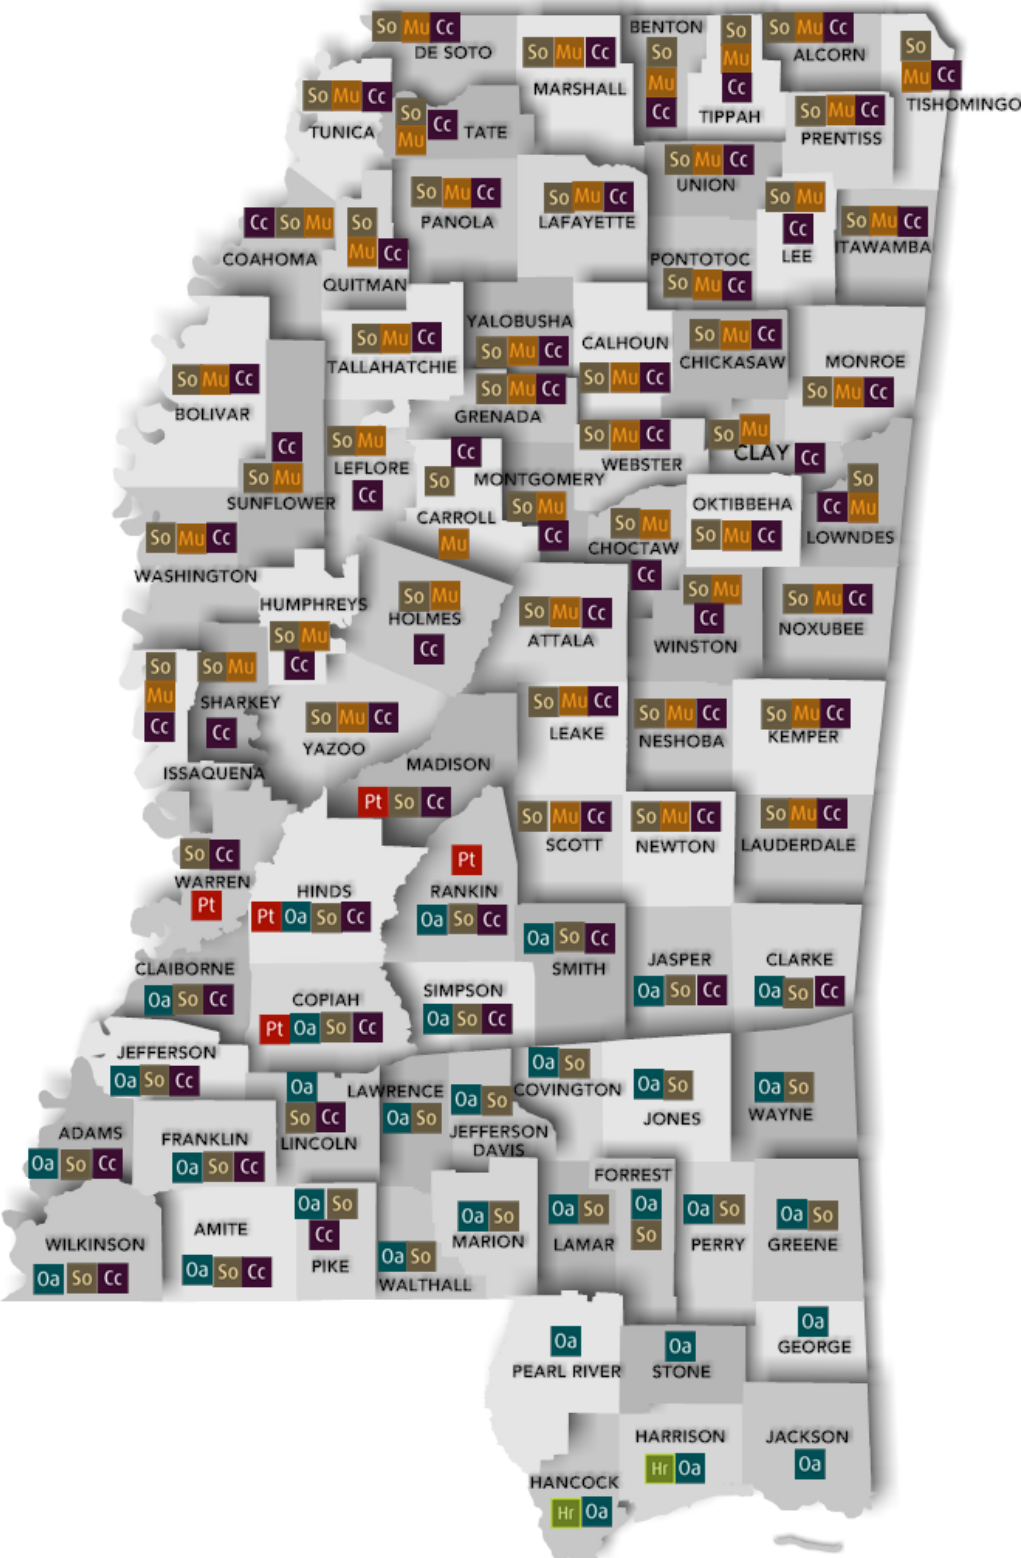 So Mu Cc
DE SOTO
So Mu Cc
MARSHALL
BENTON
So
Mu
Cc
So
Mu
Cc
TIPPAH
So Mu Cc
ALCORN
So
Mu Cc
TISHOMINGO
So Mu Cc
TUNICA
So Cc
Mu
TATE
So Mu Cc
PRENTISS
So Mu Cc
UNION
So Mu Cc
PANOLA
So Mu Cc
LAFAYETTE
So Mu
Cc
LEE
So Mu Cc
ITAWAMBA
Cc So Mu
COAHOMA
So
Mu Cc
QUITMAN
PONTOTOC
So Mu Cc
So Mu Cc
TALLAHATCHIE
YALOBUSHA
So Mu Cc
CALHOUN
So Mu Cc
So Mu Cc
CHICKASAW
MONROE
So Mu Cc
So Mu Cc
BOLIVAR
So Mu Cc
GRENADA
Cc
So Mu
SUNFLOWER
So Mu
LEFLORE
Cc
Cc
So
CARROLL
Mu
MONTGOMERY
So Mu
Cc
So Mu Cc
WEBSTER
So Mu
CLAY Cc
So
Cc Mu
LOWNDES
OKTIBBEHA
So Mu Cc
So Mu
CHOCTAW
Cc
So Mu Cc
WASHINGTON
HUMPHREYS
So Mu
Cc
So Mu
HOLMES
Cc
So Mu Cc
ATTALA
So Mu
Cc
WINSTON
So Mu Cc
NOXUBEE
So
Mu
Cc
ISSAQUENA
So Mu
SHARKEY
Cc
So Mu Cc
YAZOO
So Mu Cc
LEAKE
So Mu Cc
NESHOBA
So Mu Cc
KEMPER
MADISON
Pt So Cc
So Mu Cc
SCOTT
So Mu Cc
NEWTON
So Mu Cc
LAUDERDALE
So Cc
WARREN
Pt
HINDS
Pt Oa So Cc
Pt
RANKIN
Oa So Cc
Oa So Cc
SMITH
JASPER
Oa So Cc
CLARKE
Oa So Cc
CLAIBORNE
Oa So Cc
COPIAH
Pt Oa So Cc
SIMPSON
Oa So Cc
JEFFERSON
Oa So Cc
Oa
So Cc
LINCOLN
LAWRENCE
Oa So
Oa So
JEFFERSON
DAVIS
Oa So
COVINGTON
Oa So
JONES
Oa So
WAYNE
ADAMS
Oa So Cc
FRANKLIN
Oa So Cc
WILKINSON
Oa So Cc
AMITE
Oa So Cc
Oa So
Cc
PIKE
Oa So
WALTHALL
Oa So
MARION
Oa So
LAMAR
FORREST
Oa
So
Oa So
PERRY
Oa So
GREENE
Oa
PEARL RIVER
Oa
STONE
Oa
GEORGE
HANCOCK
Hr Oa
HARRISON
Hr Oa
JACKSON
Oa